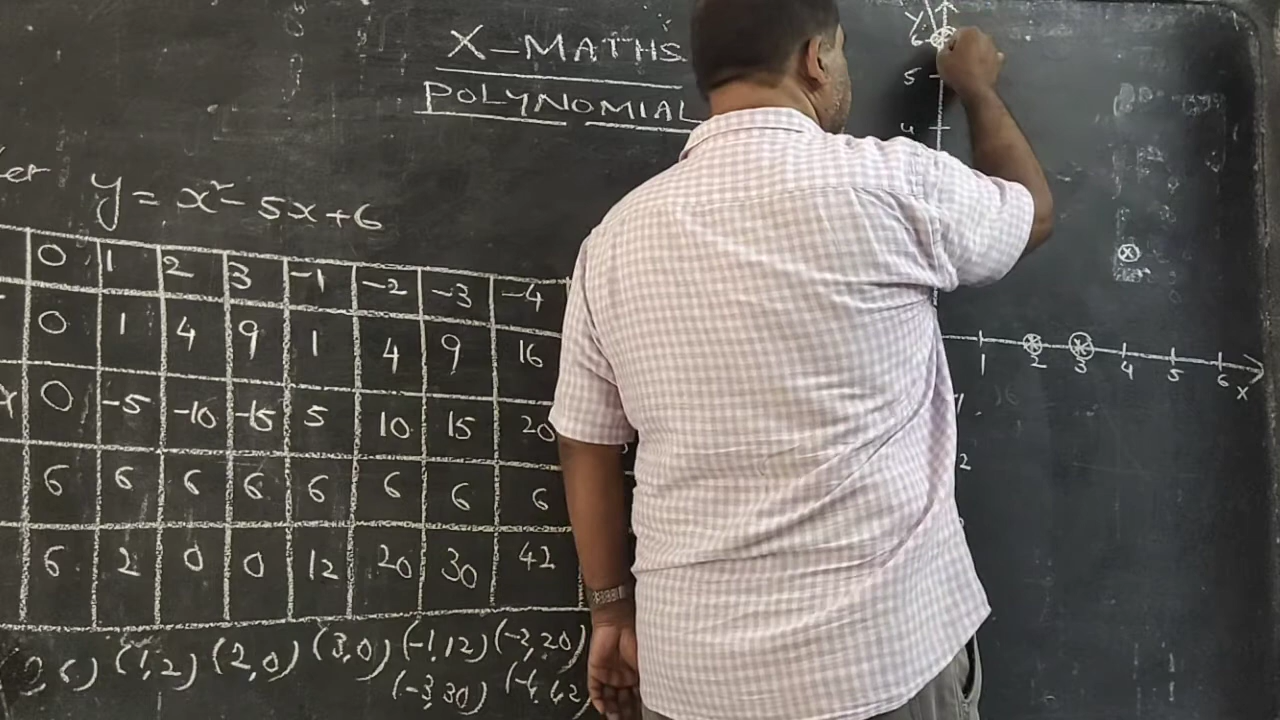 X-MATHS
POLYNOMIAL
y = x² - 5x + 6
0 1 2 3 -1 -2 -3 -4
0 1 4 9 1 4 9 16
0 -5 -10 -15 5 10 15 20
6 6 6 6 6 6 6 6
6 2 0 0 12 20 30 42
(1,2) (2,0) (3,0) (-1,12) (-2,20)
(-3,30) (-4,42)
Y
6
5
4
1 2 3 4 5 6
X
2